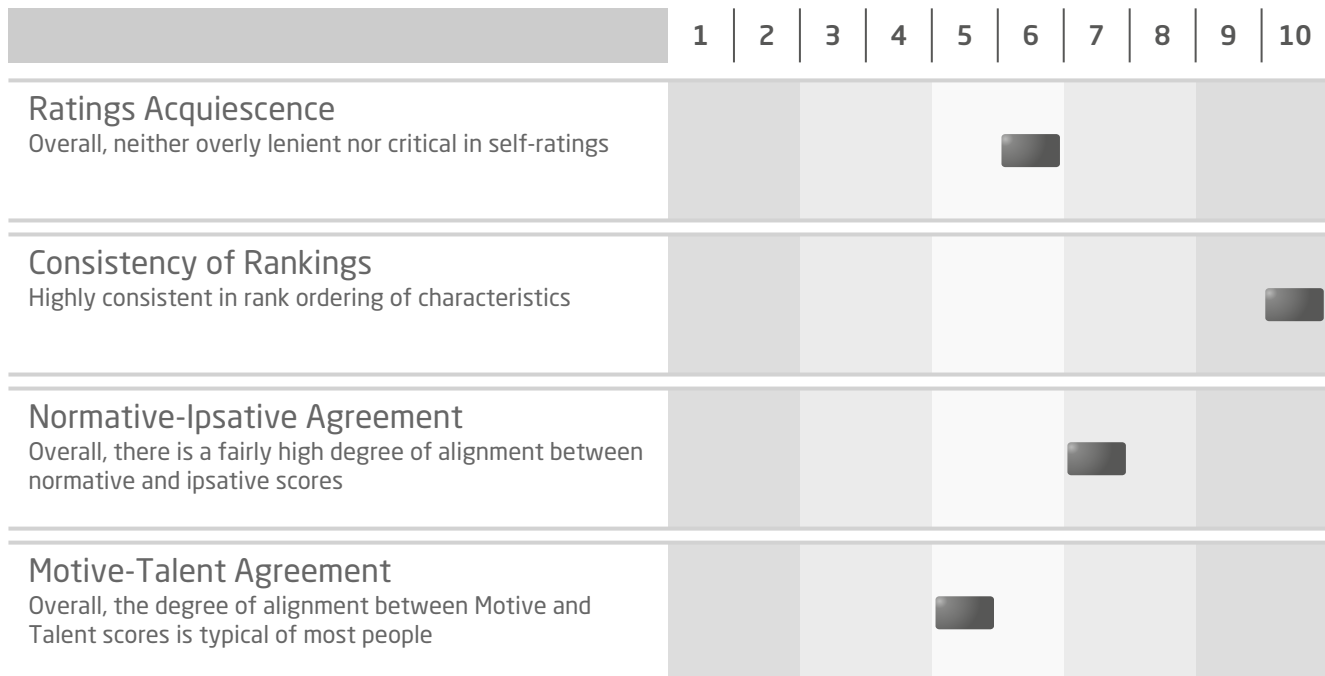 1 2 3 4 5 6 7 8 9 10
Ratings Acquiescence
Overall, neither overly lenient nor critical in self-ratings
Consistency of Rankings
Highly consistent in rank ordering of characteristics
Normative-Ipsative Agreement
Overall, there is a fairly high degree of alignment between
normative and ipsative scores
Motive-Talent Agreement
Overall, the degree of alignment between Motive and
Talent scores is typical of most people